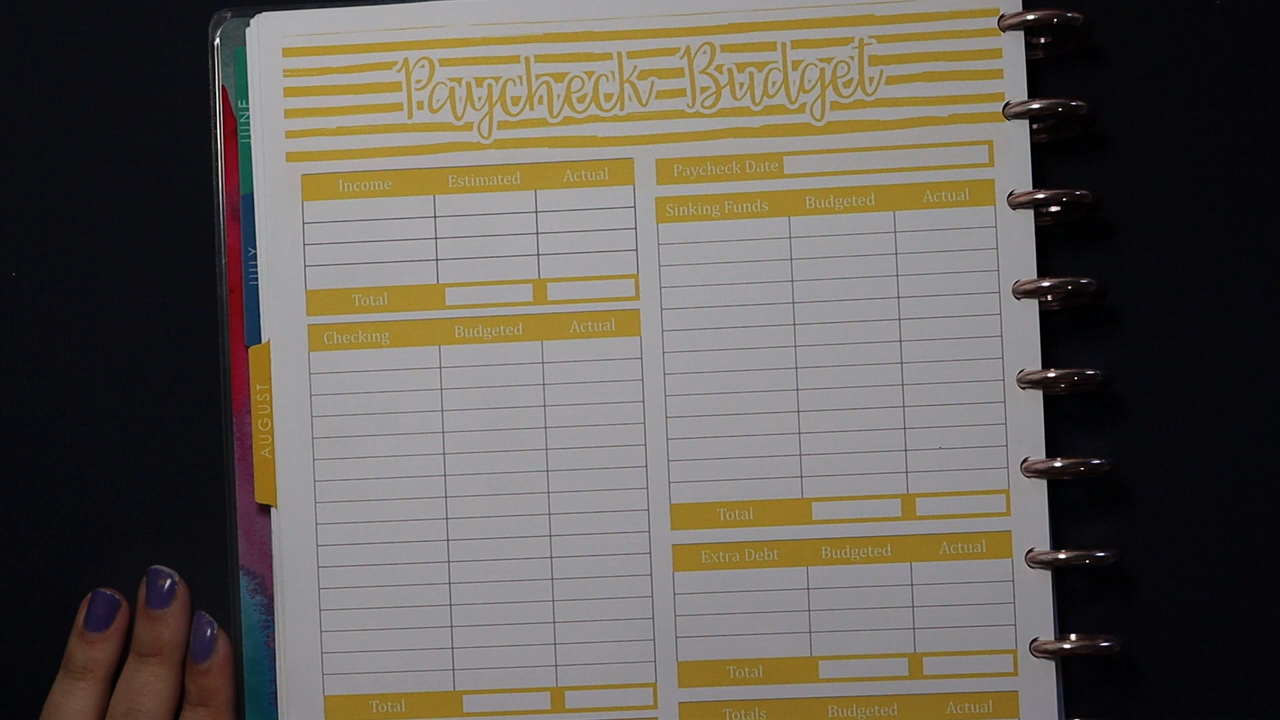 Paycheck Budget
Income Estimated Actual
Total
Checking Budgeted Actual
Total
Paycheck Date
Sinking Funds Budgeted Actual
Total
Extra Debt Budgeted Actual
Total
Totals Budgeted Actual
JUNE
JULY
AUGUST